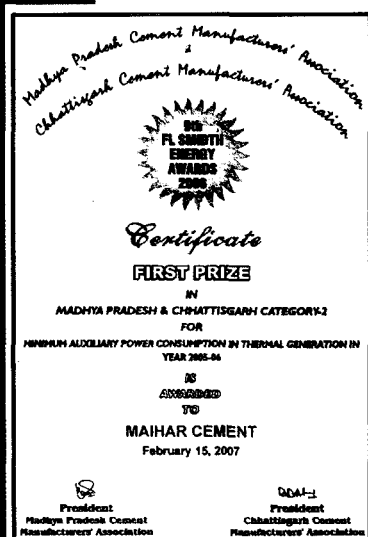 Madhya Pradesh Cement Manufacturers' Association
&
Chhattisgarh Cement Manufacturers' Association
9th
FL SMIDTH
ENERGY
AWARDS
2006
Certificate
FIRST PRIZE
IN
MADHYA PRADESH & CHHATTISGARH CATEGORY-2
FOR
MINIMUM AUXILIARY POWER CONSUMPTION IN THERMAL GENERATION IN
YEAR 2005-06
IS
AWARDED
TO
MAIHAR CEMENT
February 15, 2007
President
Madhya Pradesh Cement
Manufacturers' Association
President
Chhattisgarh Cement
Manufacturers' Association